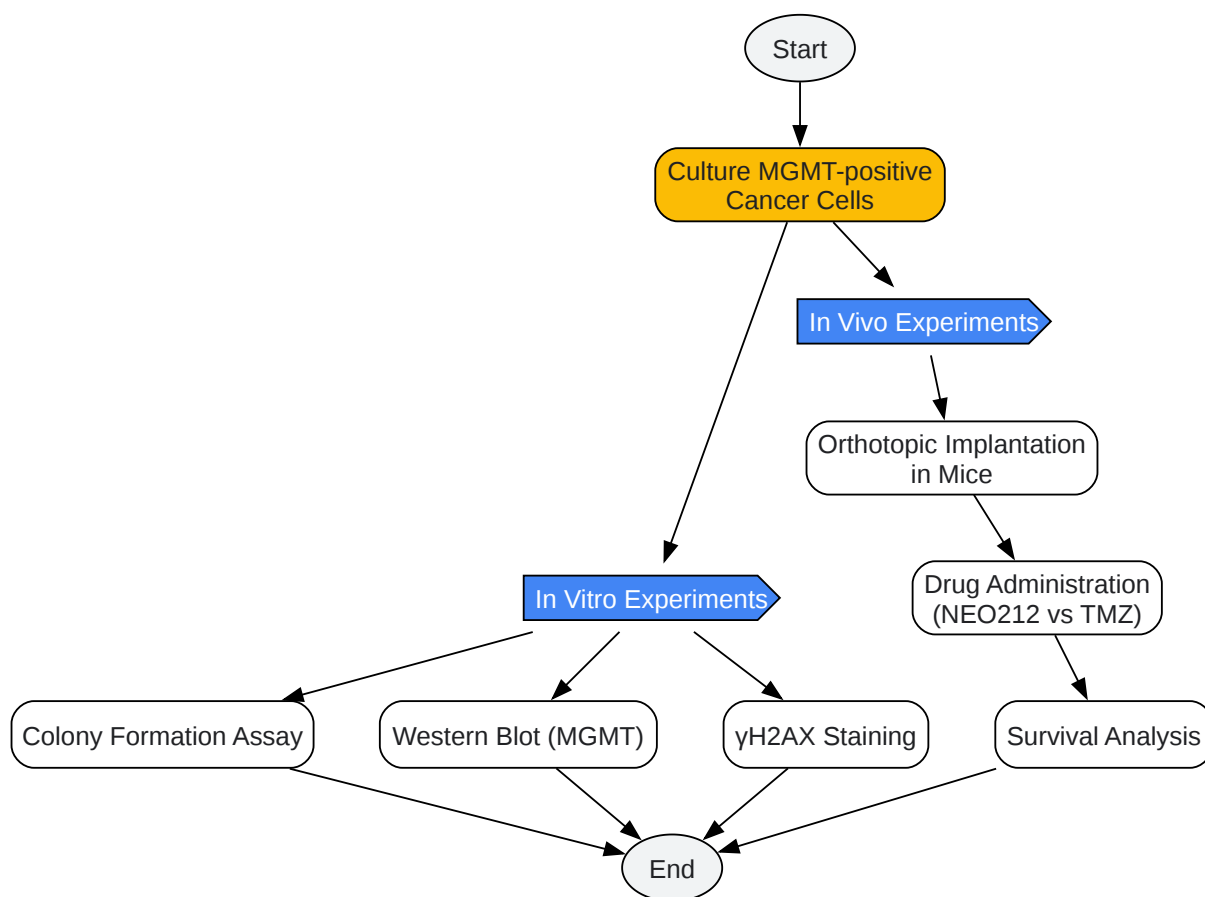 Start
Culture MGMT-positive
Cancer Cells
In Vivo Experiments
Orthotopic Implantation
in Mice
Drug Administration
(NEO212 vs TMZ)
In Vitro Experiments
Colony Formation Assay
Western Blot (MGMT)
γH2AX Staining
Survival Analysis
End